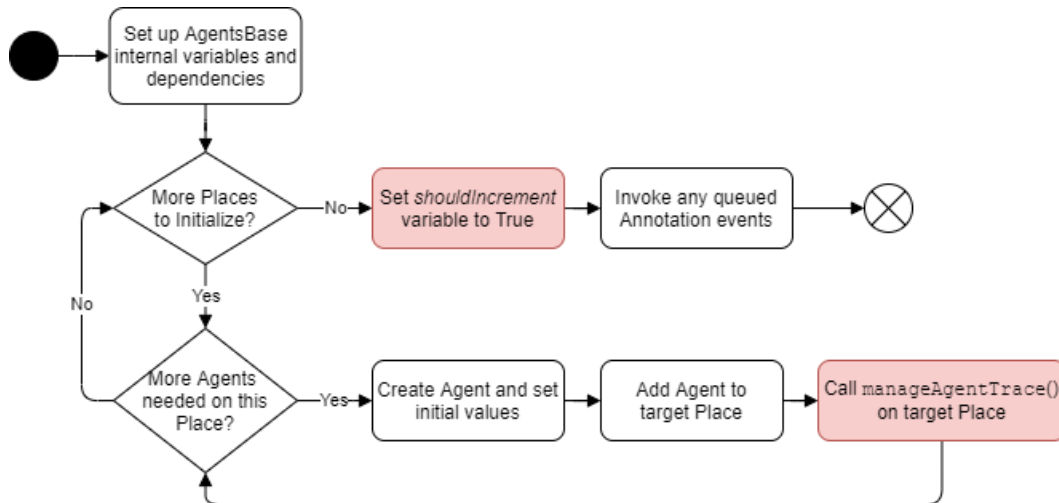 Set up AgentsBase
internal variables and
dependencies
More Places
to Initialize?
No
Set shouldIncrement
variable to True
Invoke any queued
Annotation events
Yes
No
More Agents
needed on this
Place?
Yes
Create Agent and set
initial values
Add Agent to
target Place
Call manageAgentTrace()
on target Place